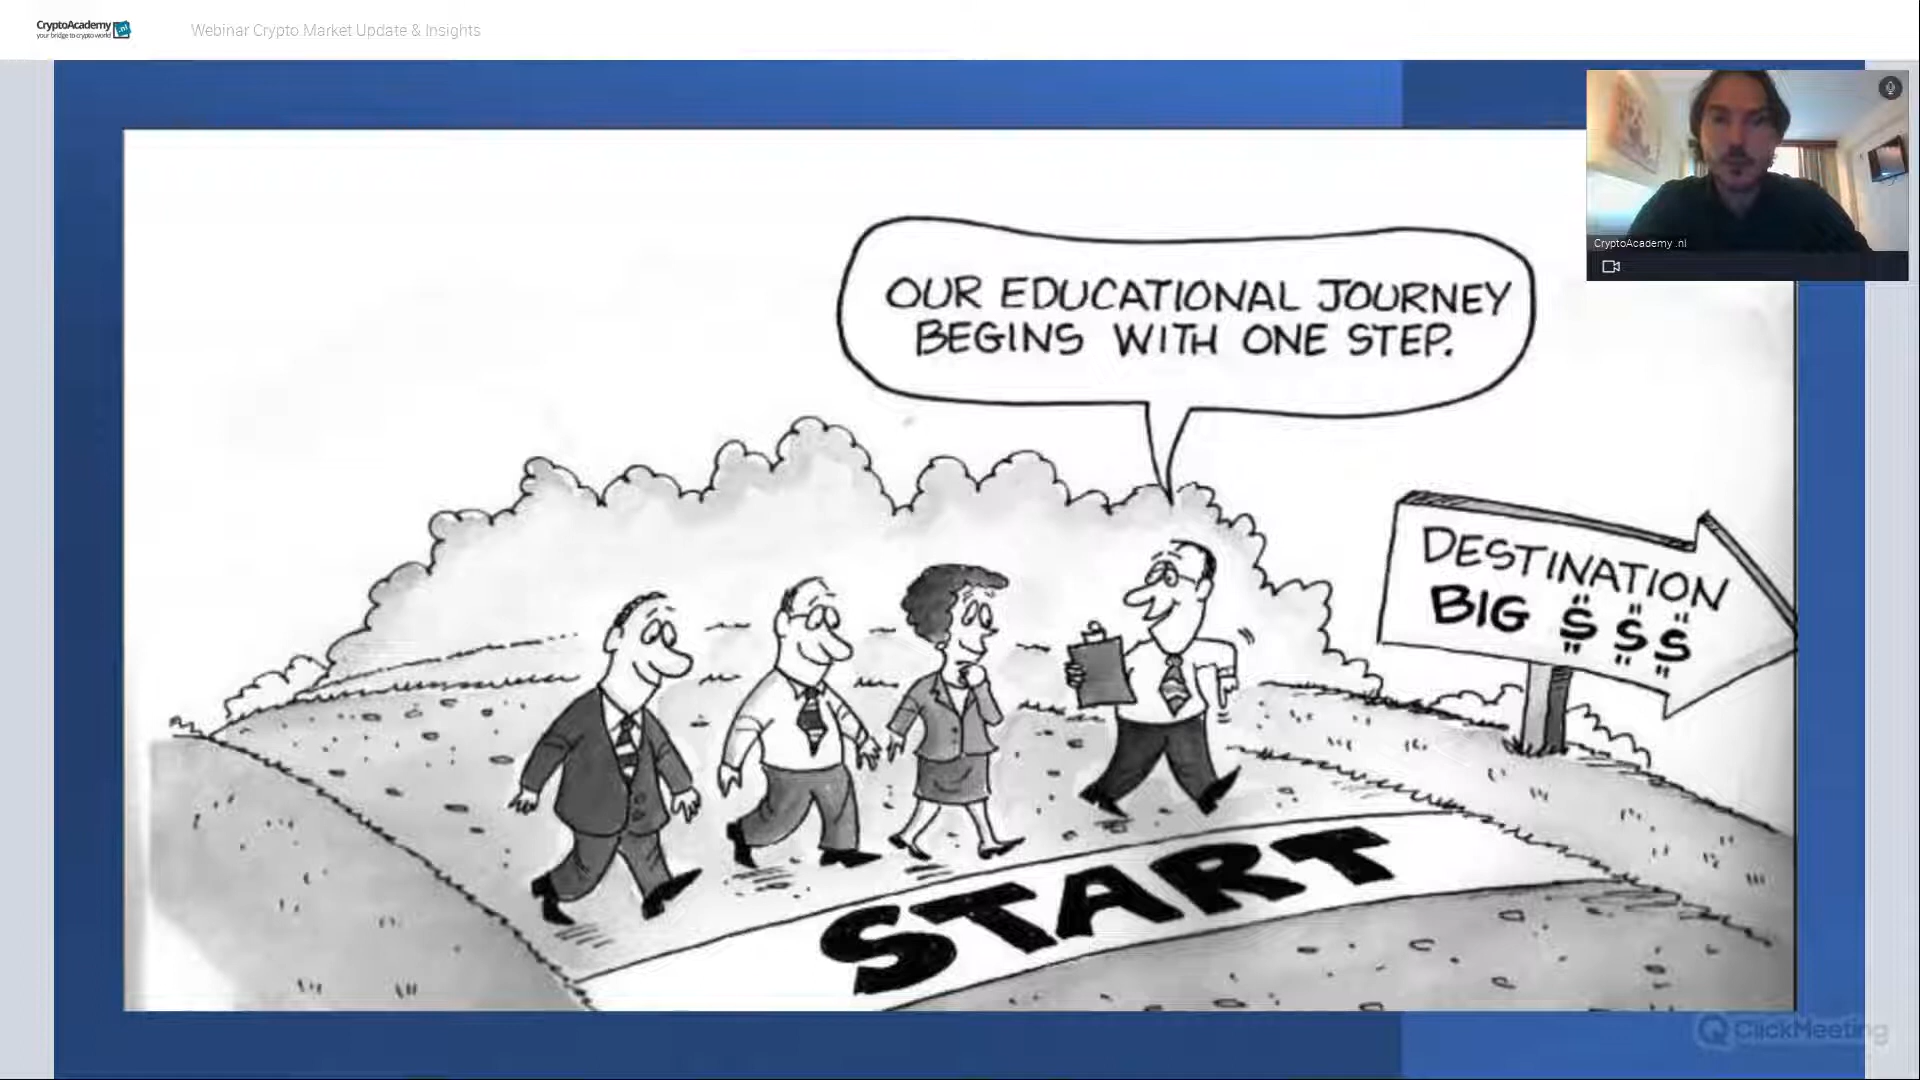 CryptoAcademy .nl
your bridge to crypto world
Webinar Crypto Market Update & Insights
OUR EDUCATIONAL JOURNEY
BEGINS WITH ONE STEP.
CryptoAcademy .nl
DESTINATION
BIG $ $ $
START
ClickMeeting